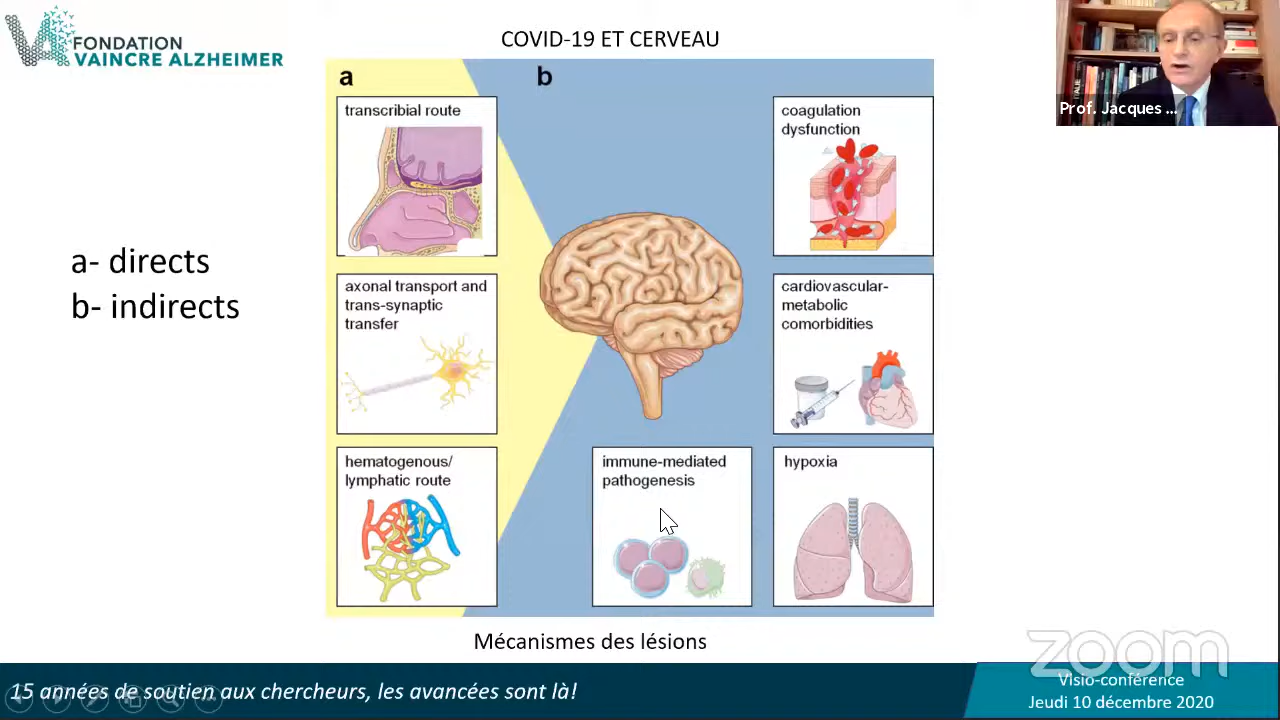 FONDATION
VAINCRE ALZHEIMER
COVID-19 ET CERVEAU
Prof. Jacques ...
a
b
transcribial route
coagulation
dysfunction
a- directs
b- indirects
axonal transport and
trans-synaptic
transfer
cardiovascular-
metabolic
comorbidities
hematogenous/
lymphatic route
immune-mediated
pathogenesis
hypoxia
Mécanismes des lésions
zoom
15 années de soutien aux chercheurs, les avancées sont là!
Visio-conférence
Jeudi 10 décembre 2020